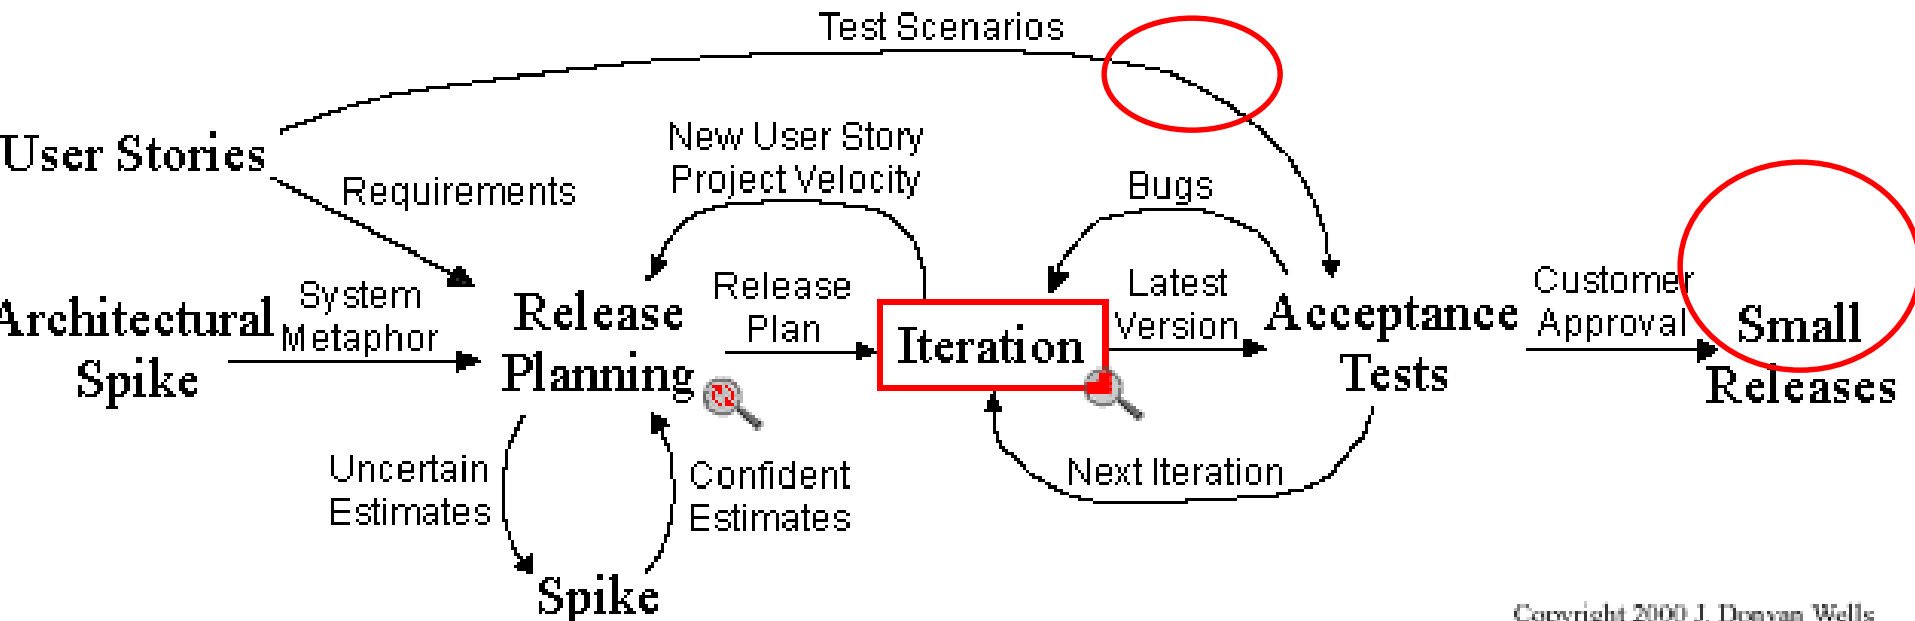 Test Scenarios
User Stories
New User Story
Project Velocity
Requirements
Bugs
System
Metaphor
Architectural
Spike
Release
Planning
Release
Plan
Iteration
Latest
Version
Acceptance
Tests
Customer
Approval
Small
Releases
Uncertain
Estimates
Confident
Estimates
Next Iteration
Spike
Copyright 2000 J. Donvan Wells